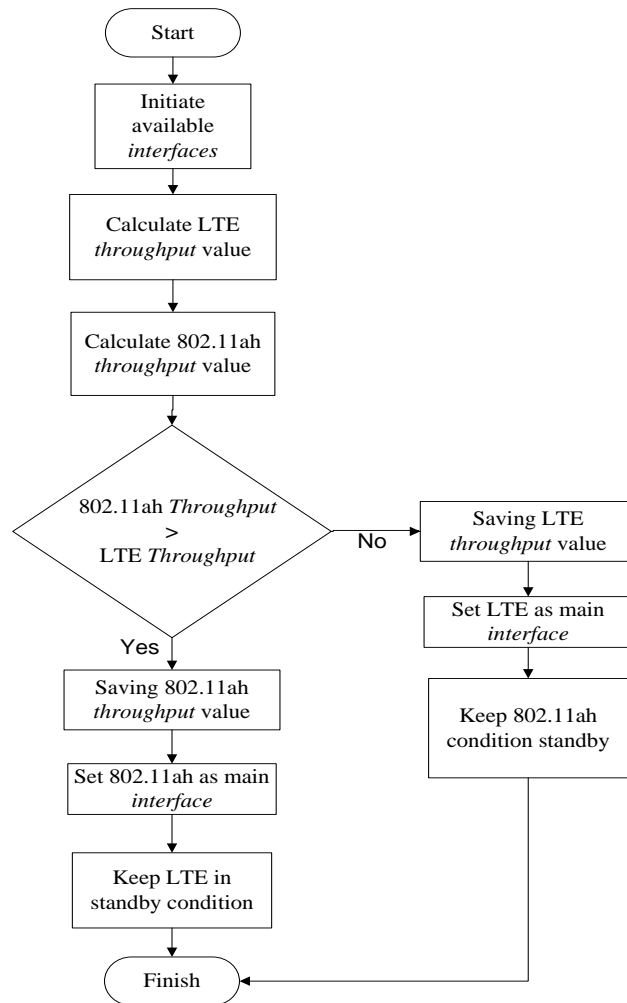 Start
Initiate
available
interfaces
Calculate LTE
throughput value
Calculate 802.11ah
throughput value
802.11ah Throughput
>
LTE Throughput
No
Saving LTE
throughput value
Set LTE as main
interface
Keep 802.11ah
condition standby
Yes
Saving 802.11ah
throughput value
Set 802.11ah as main
interface
Keep LTE in
standby condition
Finish